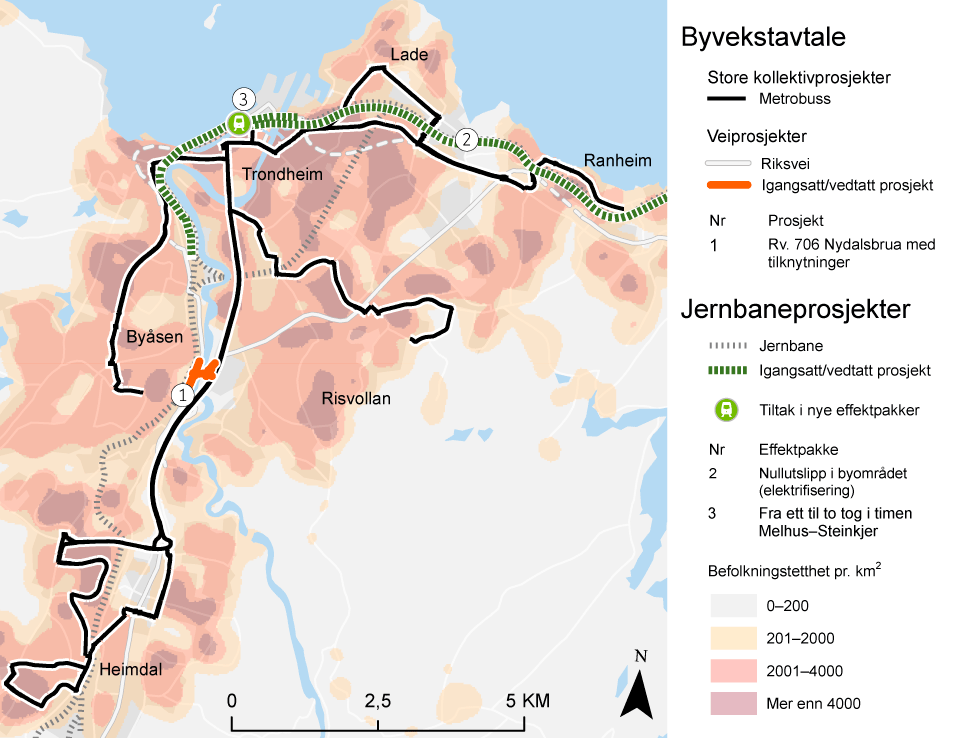 Lade
3
2
Ranheim
Trondheim
Byåsen
1
Risvollan
Heimdal
0
2,5
5 KM
N
Byvekstavtale
Store kollektivprosjekter
Metrobuss
Veiprosjekter
Riksvei
Igangsatt/vedtatt prosjekt
Nr Prosjekt
1 Rv. 706 Nydalsbrua med
tilknytninger
Jernbaneprosjekter
Jernbane
Igangsatt/vedtatt prosjekt
Tiltak i nye effektpakker
Nr Effektpakke
2 Nullutslipp i byområdet
(elektrifisering)
3 Fra ett til to tog i timen
Melhus–Steinkjer
Befolkningstetthet pr. km²
0–200
201–2000
2001–4000
Mer enn 4000